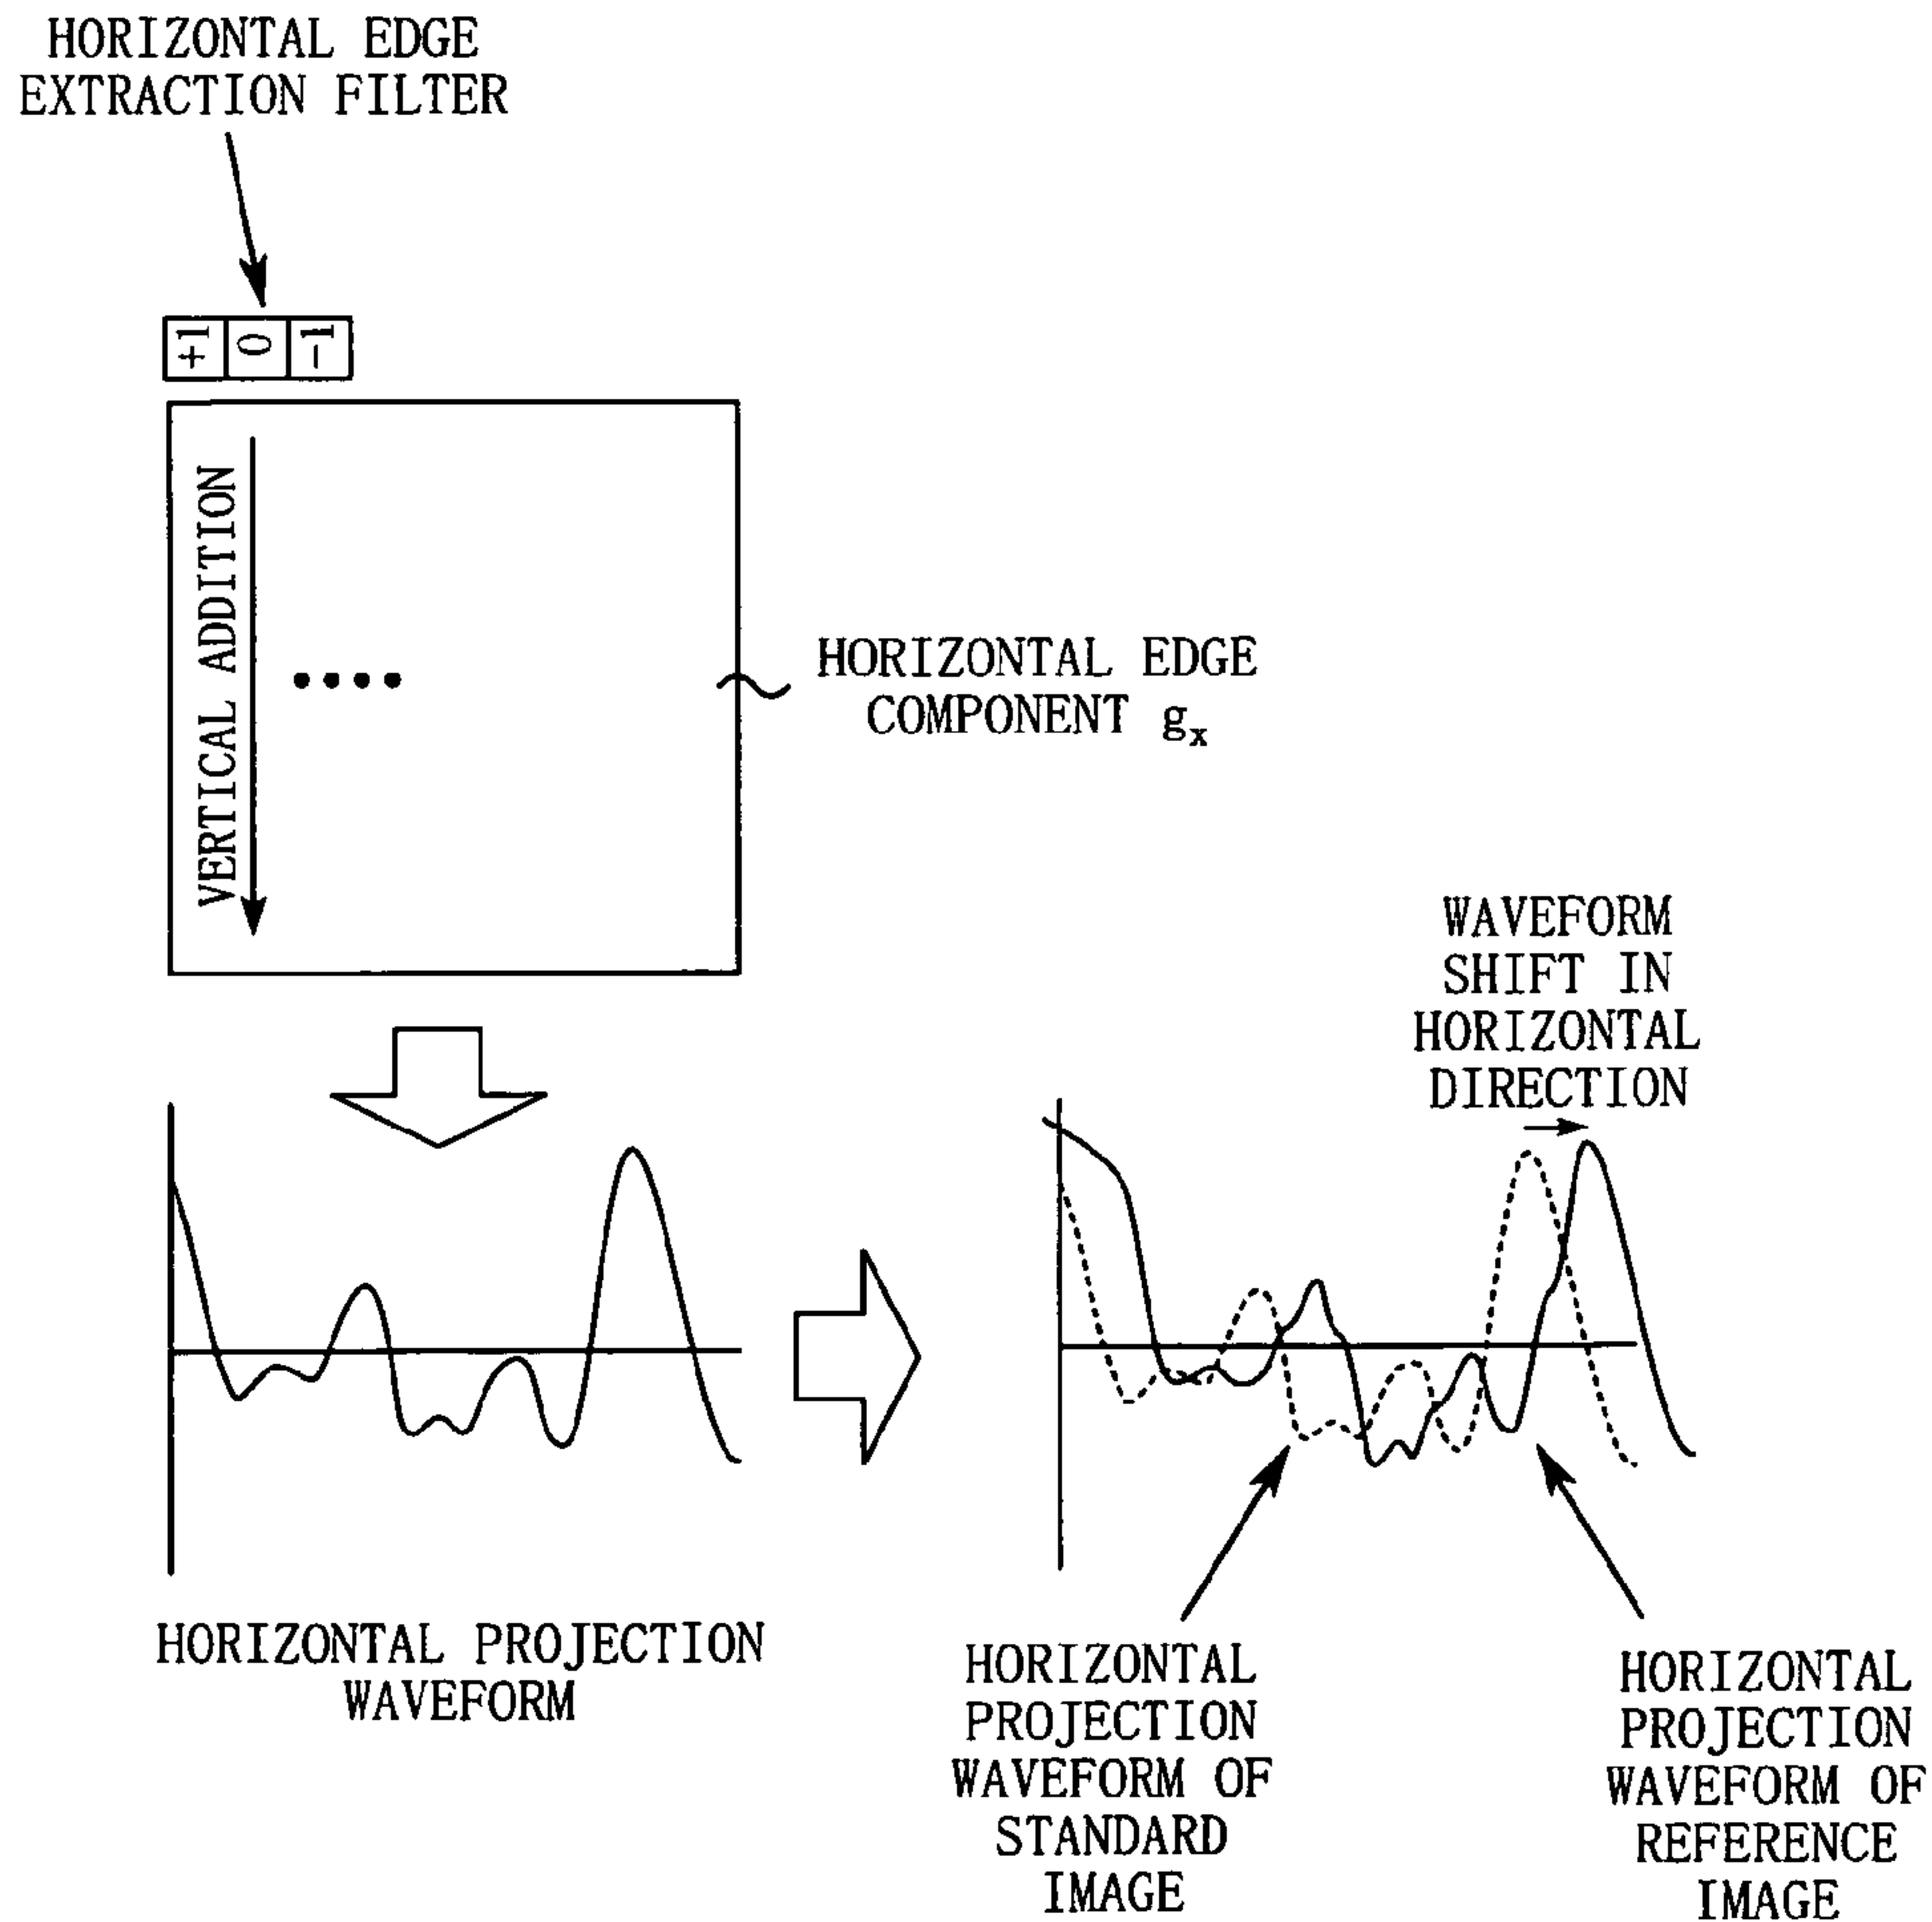 HORIZONTAL EDGE
EXTRACTION FILTER
+1 0 -1
VERTICAL ADDITION
HORIZONTAL EDGE
COMPONENT gx
WAVEFORM
SHIFT IN
HORIZONTAL
DIRECTION
HORIZONTAL PROJECTION
WAVEFORM
HORIZONTAL
PROJECTION
WAVEFORM OF
STANDARD
IMAGE
HORIZONTAL
PROJECTION
WAVEFORM OF
REFERENCE
IMAGE